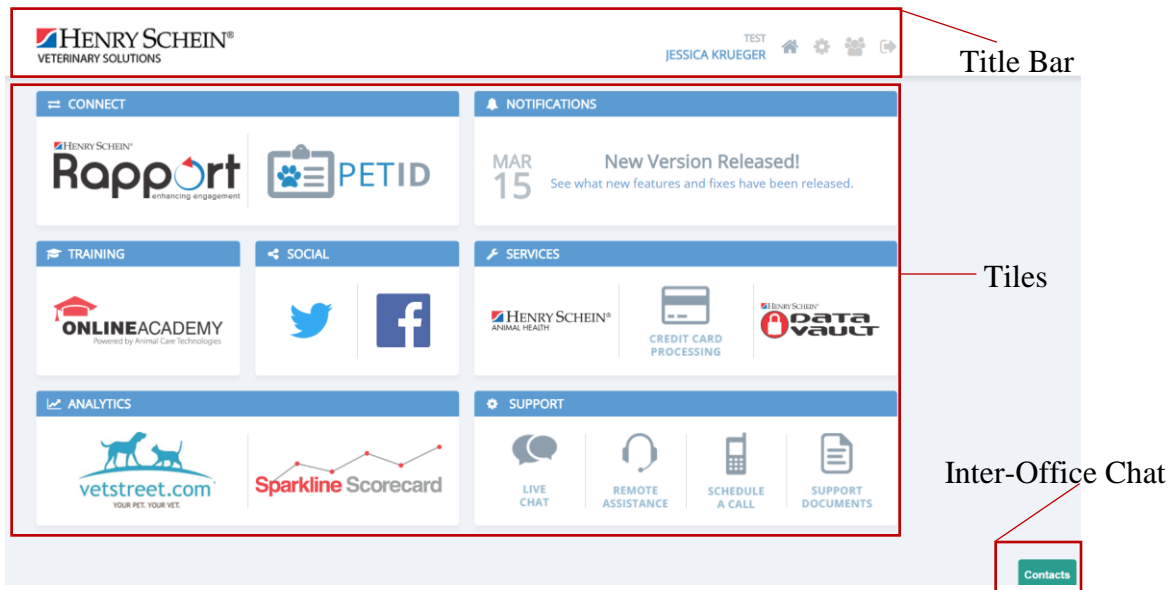 HENRY SCHEIN®
VETERINARY SOLUTIONS
TEST
JESSICA KRUEGER
Title Bar
CONNECT
HENRY SCHEIN®
Rapport
enhancing engagement
PETID
NOTIFICATIONS
MAR
15
New Version Released!
See what new features and fixes have been released.
TRAINING
ONLINEACADEMY
Powered by Animal Care Technologies
SOCIAL
SERVICES
HENRY SCHEIN®
ANIMAL HEALTH
CREDIT CARD
PROCESSING
HENRY SCHEIN®
DATA
VAULT
Tiles
ANALYTICS
vetstreet.com
YOUR PET. YOUR VET.
Sparkline Scorecard
SUPPORT
LIVE
CHAT
REMOTE
ASSISTANCE
SCHEDULE
A CALL
SUPPORT
DOCUMENTS
Inter-Office Chat
Contacts